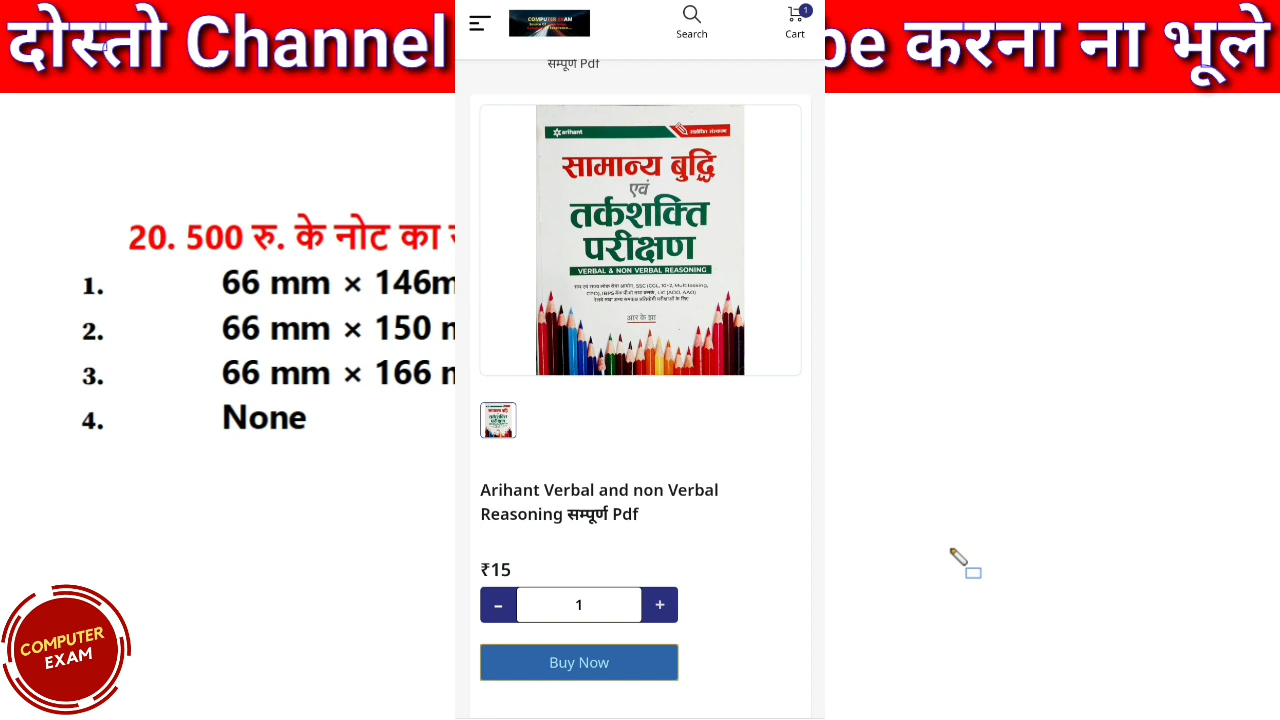 दोस्तो Channel
be करना ना भूले
Search
1
Cart
सम्पूर्ण Pdf
20. 500 रु. के नोट का
1. 66 mm × 146m
2. 66 mm × 150
3. 66 mm × 166
4. None
arihant
सामान्य बुद्धि
एवं
तर्कशक्ति
परीक्षण
VERBAL & NON VERBAL REASONING
आर के झा
Arihant Verbal and non Verbal
Reasoning सम्पूर्ण Pdf
₹15
-
1
+
Buy Now
COMPUTER
EXAM